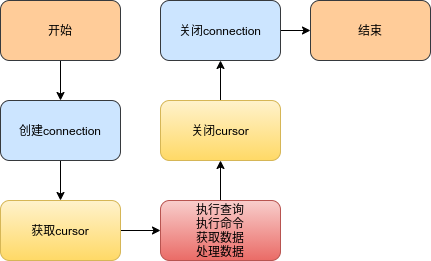 开始
创建connection
获取cursor
执行查询
执行命令
获取数据
处理数据
关闭cursor
关闭connection
结束